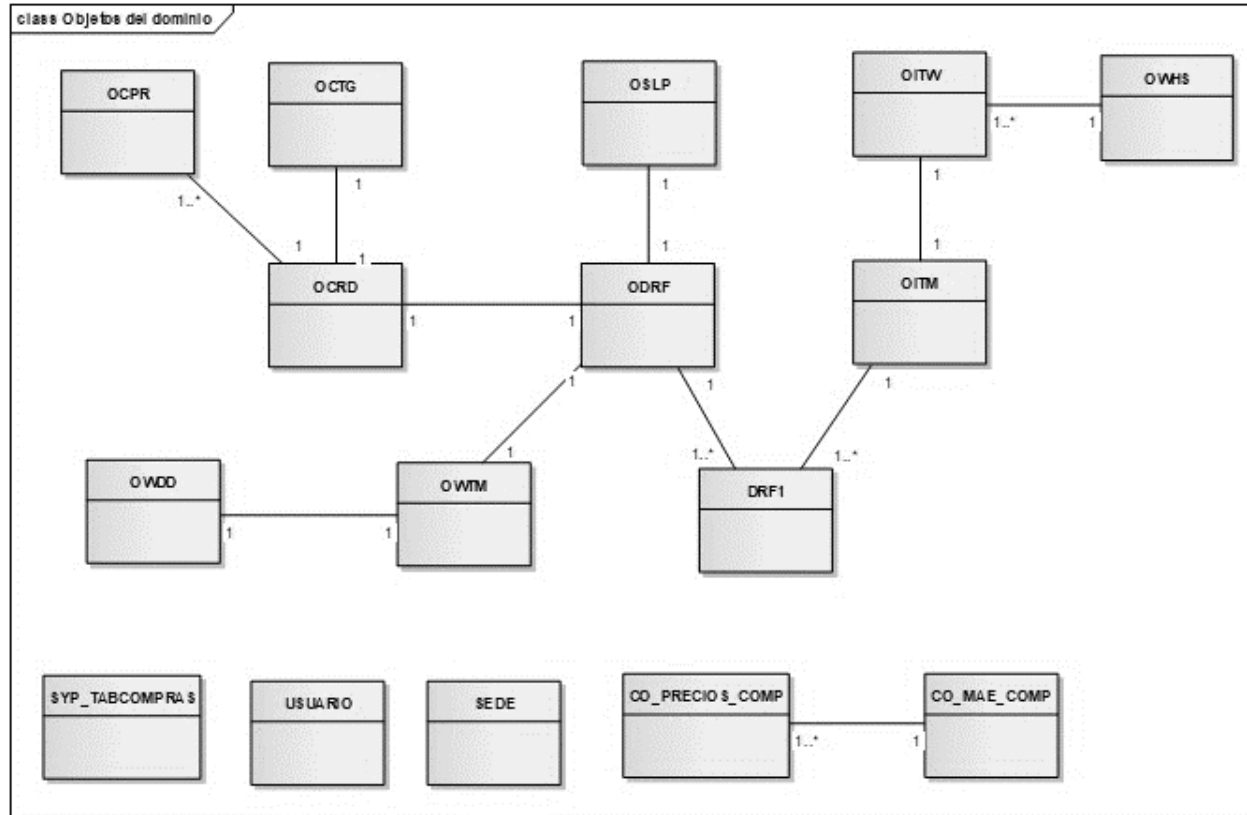 class Objetos del dominio
OCPR
OCTG
OSLP
OITW
OWHS
1..*
1
1..*
1
1
1
1
1
1
1
OCRD
ODRF
OITM
1
1
1
1
1
1
1..*
1..*
OWDD
OWTM
DRF1
1
1
SYP_TABCOMPRAS
USUARIO
SEDE
CO_PRECIOS_COMP
CO_MAE_COMP
1..*
1